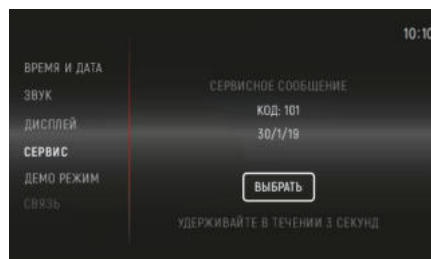 10:10
ВРЕМЯ И ДАТА
ЗВУК
ДИСПЛЕЙ
СЕРВИС
ДЕМО РЕЖИМ
СВЯЗЬ
СЕРВИСНОЕ СООБЩЕНИЕ
КОД: 101
30/1/19
ВЫБРАТЬ
УДЕРЖИВАЙТЕ В ТЕЧЕНИИ 3 СЕКУНД